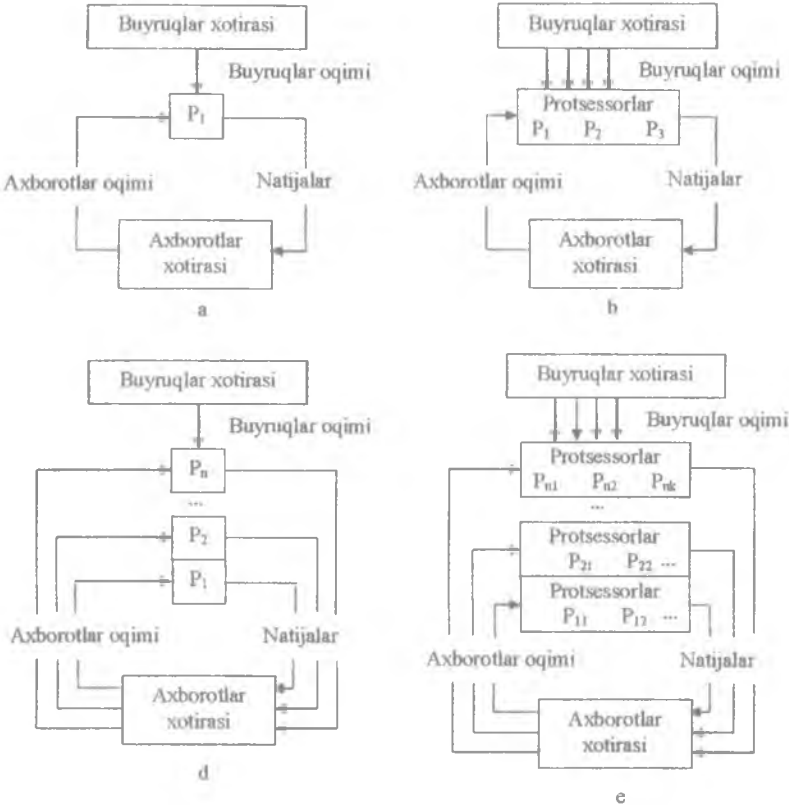 Buyruqlar xotirasi
Buyruqlar oqimi
P1
Axborotlar oqimi
Natijalar
Axborotlar
xotirasi
a
Buyruqlar xotirasi
Buyruqlar oqimi
Protsessorlar
P1 P2 P3
Axborotlar oqimi
Natijalar
Axborotlar
xotirasi
b
Buyruqlar xotirasi
Buyruqlar oqimi
Pn
...
P2
P1
Axborotlar oqimi
Natijalar
Axborotlar
xotirasi
d
Buyruqlar xotirasi
Buyruqlar oqimi
Protsessorlar
Pn1 Pn2 Pnk
...
Protsessorlar
P21 P22 ...
Protsessorlar
P11 P12 ...
Axborotlar oqimi
Natijalar
Axborotlar
xotirasi
e